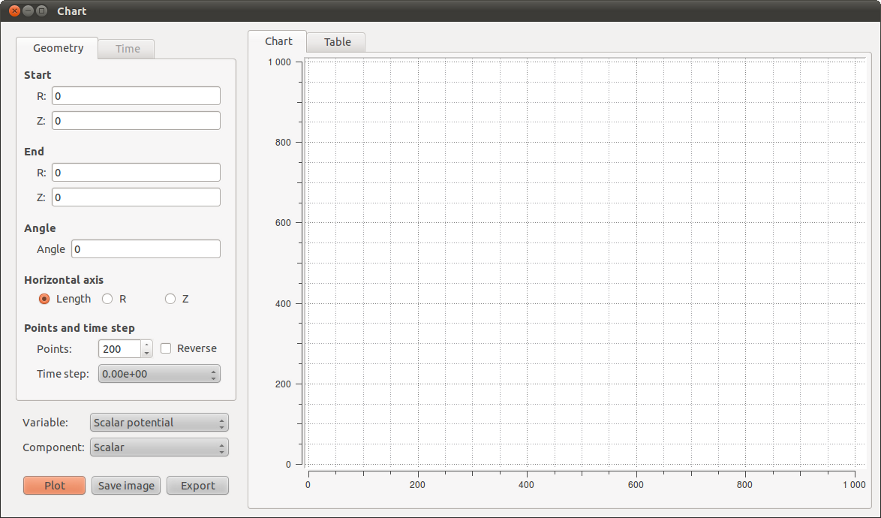 Chart
Geometry Time
Start
R: 0
Z: 0
End
R: 0
Z: 0
Angle
Angle 0
Horizontal axis
Length R Z
Points and time step
Points: 200 Reverse
Time step: 0.00e+00
Variable: Scalar potential
Component: Scalar
Plot Save image Export
Chart Table
1 000
800
600
400
200
0
0 200 400 600 800 1 000